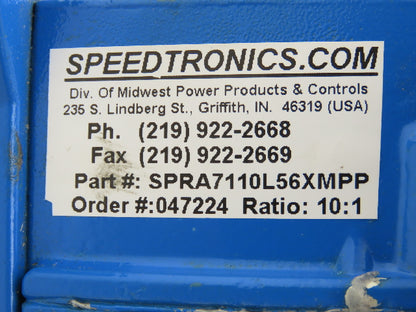 SPEEDTRONICS.COM
Div. Of Midwest Power Products & Controls
235 S. Lindberg St., Griffith, IN. 46319 (USA)
Ph. (219) 922-2668
Fax (219) 922-2669
Part #: SPRA7110L56XMPP
Order #:047224 Ratio: 10:1